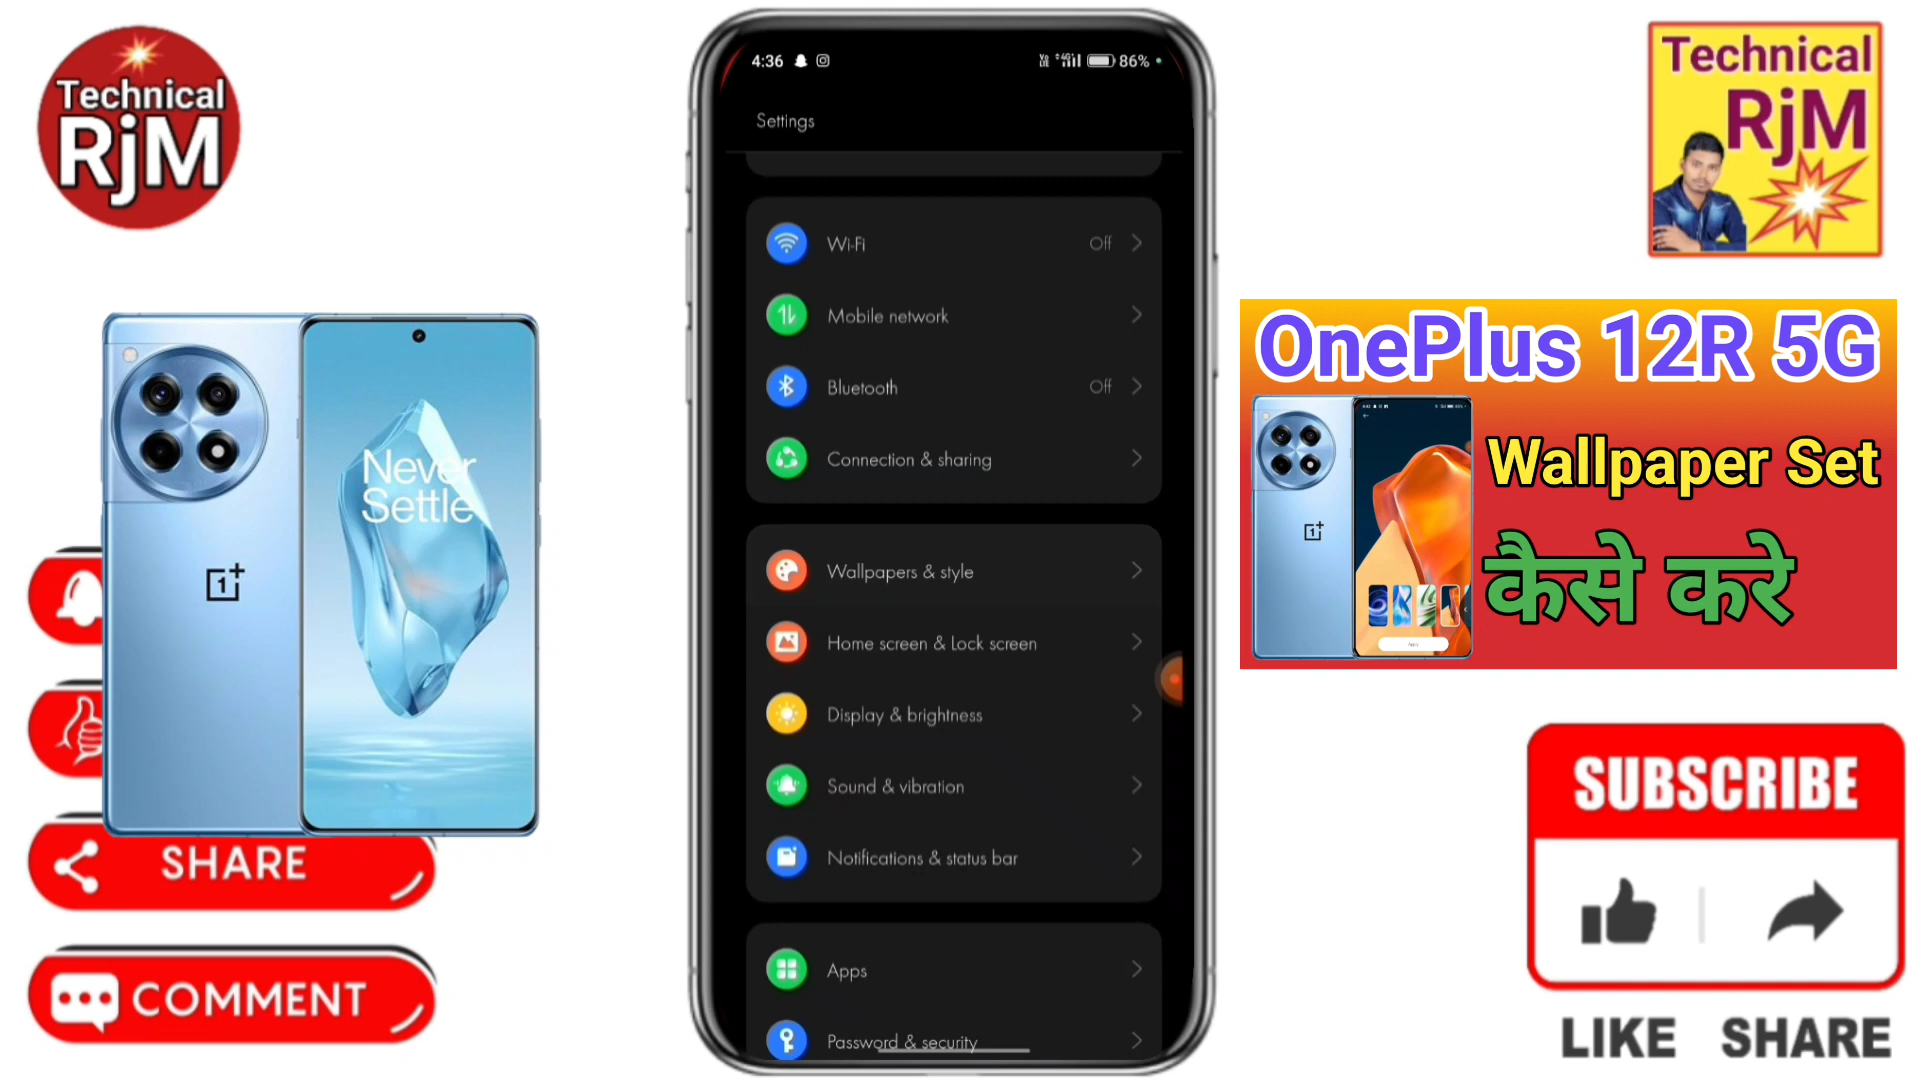 Technical
RjM
Never
Settle
SHARE
COMMENT
4:36
86%
Settings
Wi-Fi
Off
Mobile network
Bluetooth
Off
Connection & sharing
Wallpapers & style
Home screen & Lock screen
Display & brightness
Sound & vibration
Notifications & status bar
Apps
Password & security
Technical
RjM
OnePlus 12R 5G
Wallpaper Set
कैसे करे
SUBSCRIBE
LIKE SHARE